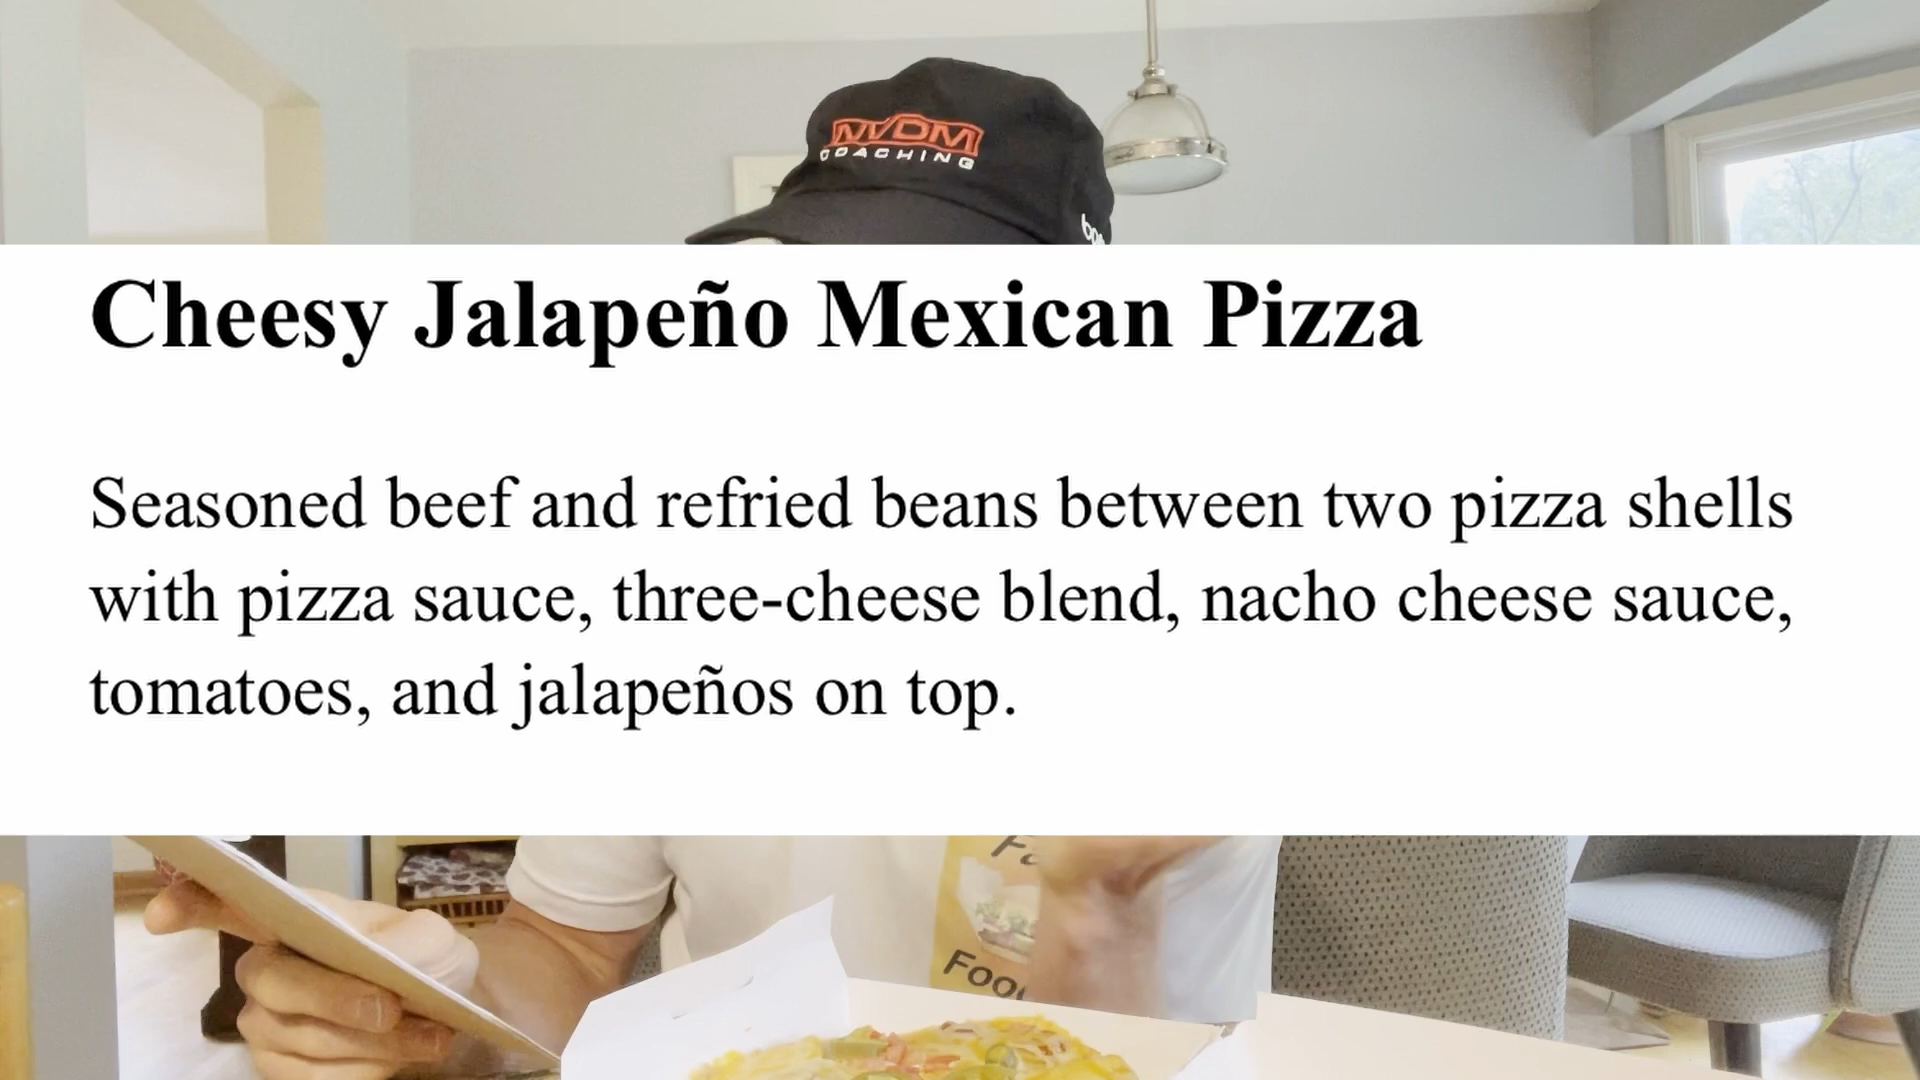 WDM
COACHING
Cheesy Jalapeño Mexican Pizza
Seasoned beef and refried beans between two pizza shells
with pizza sauce, three-cheese blend, nacho cheese sauce,
tomatoes, and jalapeños on top.